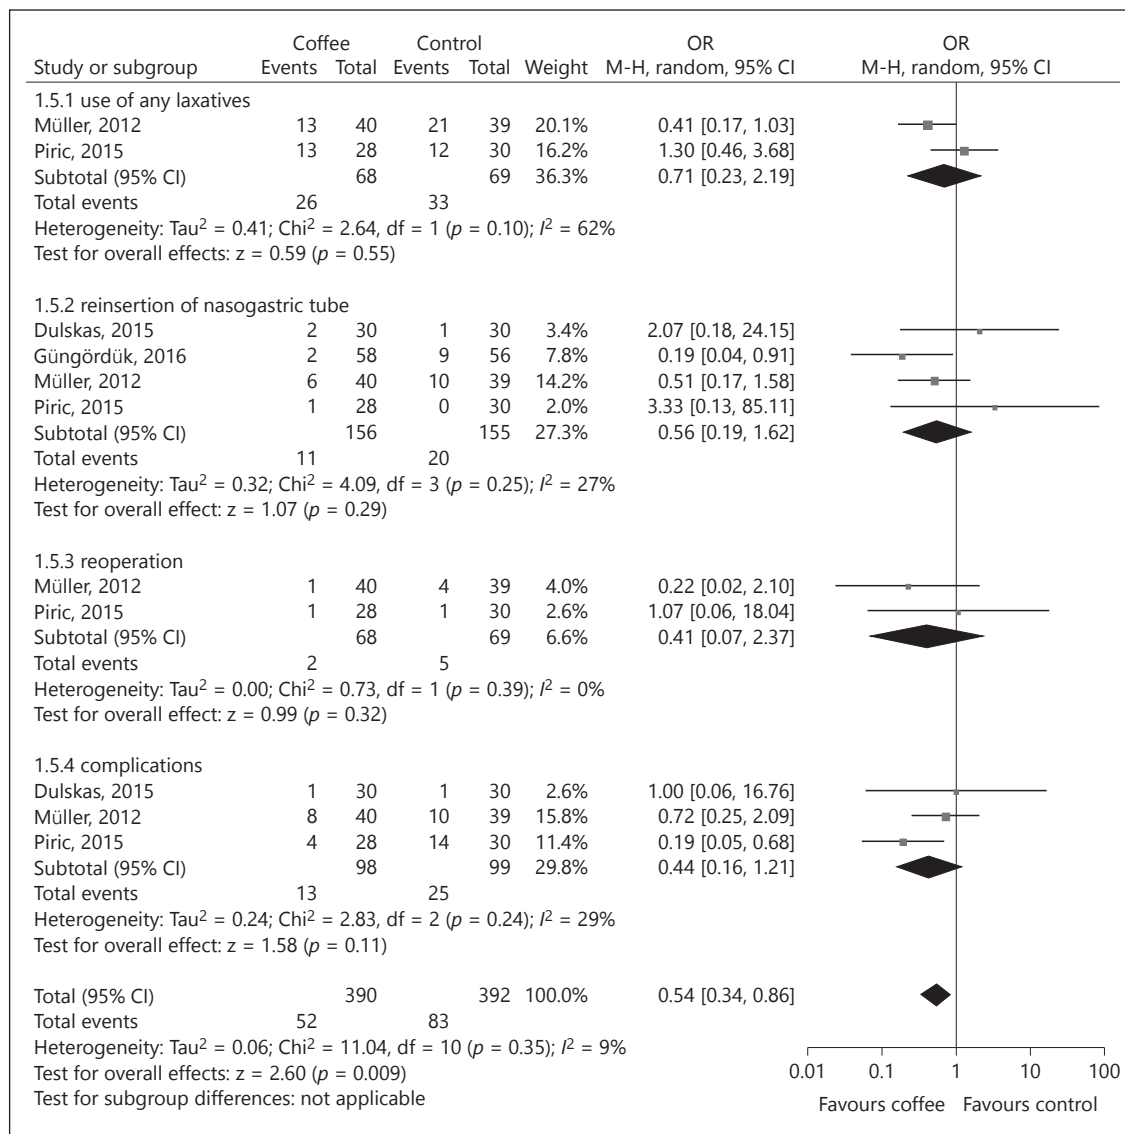 Coffee Control OR OR
Study or subgroup Events Total Events Total Weight M-H, random, 95% CI M-H, random, 95% CI
1.5.1 use of any laxatives
Müller, 2012 13 40 21 39 20.1% 0.41 [0.17, 1.03]
Piric, 2015 13 28 12 30 16.2% 1.30 [0.46, 3.68]
Subtotal (95% CI) 68 69 36.3% 0.71 [0.23, 2.19]
Total events 26 33
Heterogeneity: Tau² = 0.41; Chi² = 2.64, df = 1 (p = 0.10); I² = 62%
Test for overall effects: z = 0.59 (p = 0.55)
1.5.2 reinsertion of nasogastric tube
Dulskas, 2015 2 30 1 30 3.4% 2.07 [0.18, 24.15]
Güngördük, 2016 2 58 9 56 7.8% 0.19 [0.04, 0.91]
Müller, 2012 6 40 10 39 14.2% 0.51 [0.17, 1.58]
Piric, 2015 1 28 0 30 2.0% 3.33 [0.13, 85.11]
Subtotal (95% CI) 156 155 27.3% 0.56 [0.19, 1.62]
Total events 11 20
Heterogeneity: Tau² = 0.32; Chi² = 4.09, df = 3 (p = 0.25); I² = 27%
Test for overall effect: z = 1.07 (p = 0.29)
1.5.3 reoperation
Müller, 2012 1 40 4 39 4.0% 0.22 [0.02, 2.10]
Piric, 2015 1 28 1 30 2.6% 1.07 [0.06, 18.04]
Subtotal (95% CI) 68 69 6.6% 0.41 [0.07, 2.37]
Total events 2 5
Heterogeneity: Tau² = 0.00; Chi² = 0.73, df = 1 (p = 0.39); I² = 0%
Test for overall effect: z = 0.99 (p = 0.32)
1.5.4 complications
Dulskas, 2015 1 30 1 30 2.6% 1.00 [0.06, 16.76]
Müller, 2012 8 40 10 39 15.8% 0.72 [0.25, 2.09]
Piric, 2015 4 28 14 30 11.4% 0.19 [0.05, 0.68]
Subtotal (95% CI) 98 99 29.8% 0.44 [0.16, 1.21]
Total events 13 25
Heterogeneity: Tau² = 0.24; Chi² = 2.83, df = 2 (p = 0.24); I² = 29%
Test for overall effect: z = 1.58 (p = 0.11)
Total (95% CI) 390 392 100.0% 0.54 [0.34, 0.86]
Total events 52 83
Heterogeneity: Tau² = 0.06; Chi² = 11.04, df = 10 (p = 0.35); I² = 9%
Test for overall effects: z = 2.60 (p = 0.009)
Test for subgroup differences: not applicable
0.01 0.1 1 10 100
Favours coffee Favours control